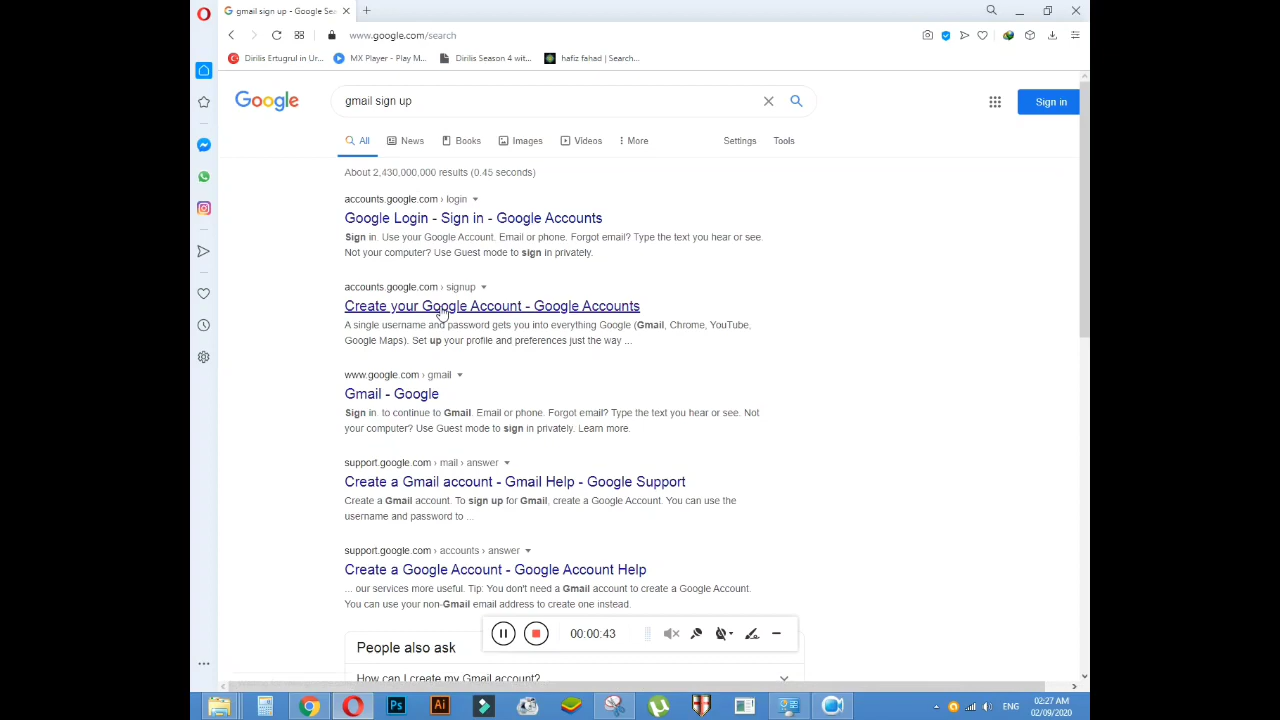 gmail sign up - Google Sea
www.google.com/search
Dirilis Ertugrul in Ur...
MX Player - Play M...
Dirilis Season 4 wit...
hafiz fahad | Search...
Google
gmail sign up
Sign in
All
News
Books
Images
Videos
More
Settings
Tools
About 2,430,000,000 results (0.45 seconds)
accounts.google.com › login
Google Login - Sign in - Google Accounts
Sign in. Use your Google Account. Email or phone. Forgot email? Type the text you hear or see.
Not your computer? Use Guest mode to sign in privately.
accounts.google.com › signup
Create your Google Account - Google Accounts
A single username and password gets you into everything Google (Gmail, Chrome, YouTube,
Google Maps). Set up your profile and preferences just the way ...
www.google.com › gmail
Gmail - Google
Sign in. to continue to Gmail. Email or phone. Forgot email? Type the text you hear or see. Not
your computer? Use Guest mode to sign in privately. Learn more.
support.google.com › mail › answer
Create a Gmail account - Gmail Help - Google Support
Create a Gmail account. To sign up for Gmail, create a Google Account. You can use the
username and password to ...
support.google.com › accounts › answer
Create a Google Account - Google Account Help
... our services more useful. Tip: You don't need a Gmail account to create a Google Account.
You can use your non-Gmail email address to create one instead.
00:00:43
People also ask
How can I create my Gmail account?
Ps
Ai
ENG
02:27 AM
02/09/2020